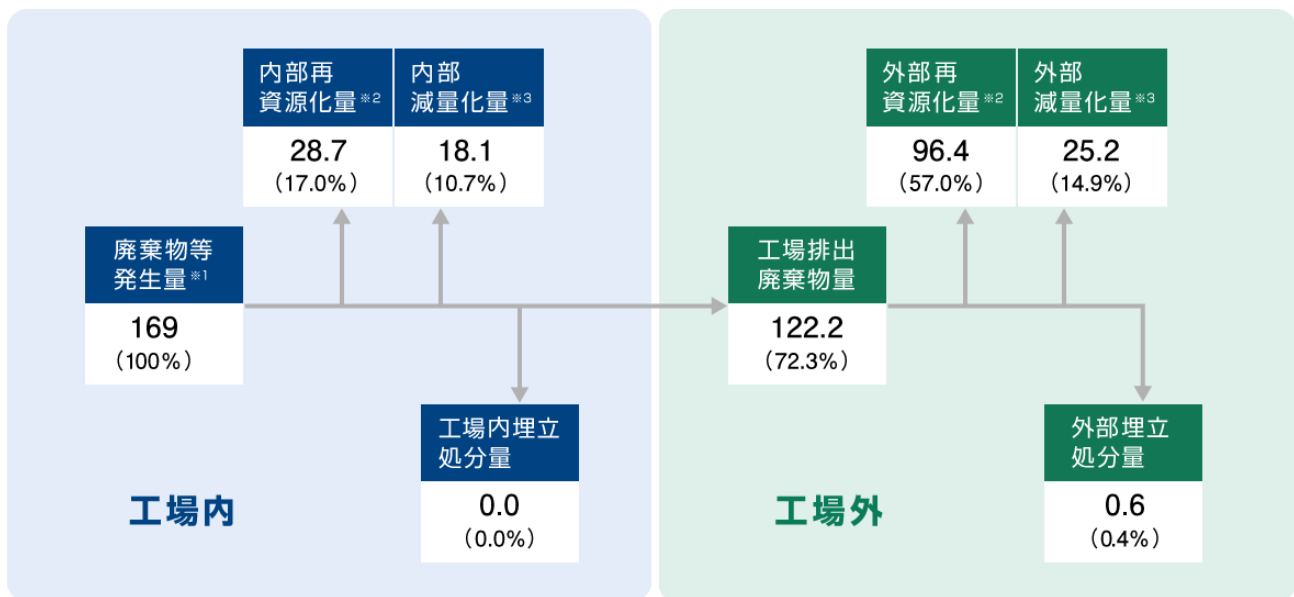 内部再
資源化量※2
28.7
（17.0%）
内部
減量化量※3
18.1
（10.7%）
廃棄物等
発生量※1
169
（100%）
工場内埋立
処分量
0.0
（0.0%）
工場内
外部再
資源化量※2
96.4
（57.0%）
外部
減量化量※3
25.2
（14.9%）
工場排出
廃棄物量
122.2
（72.3%）
外部埋立
処分量
0.6
（0.4%）
工場外